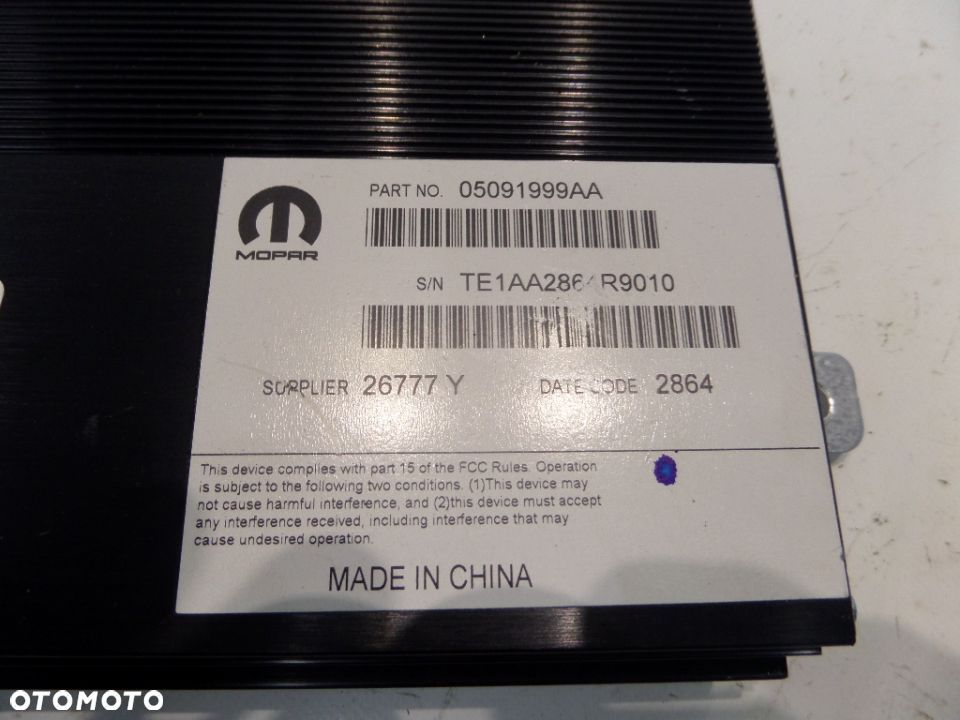 PART NO. 05091999AA
MOPAR
S/N
SUPPLIER 26777 Y DATE CODE 2864
This device complies with part 15 of the FCC Rules. Operation
is subject to the following two conditions. (1)This device may
not cause harmful interference, and (2)this device must accept
any interference received, including interference that may
cause undesired operation.
MADE IN CHINA
OTOMOTO